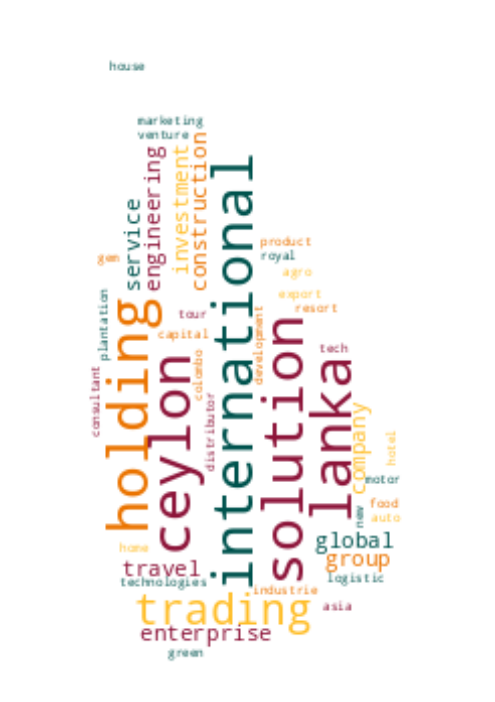 house
marketing
venture
engineering
investment
construction
service
international
product
royal
gem
agro
plantation
export
holding
resort
tour
development
capital
solution
tech
colombo
ceylon
lanka
consultant
distributor
company
hotel
motor
food
new
auto
global
home
group
travel
logistic
technologies
industrie
trading
asia
enterprise
green